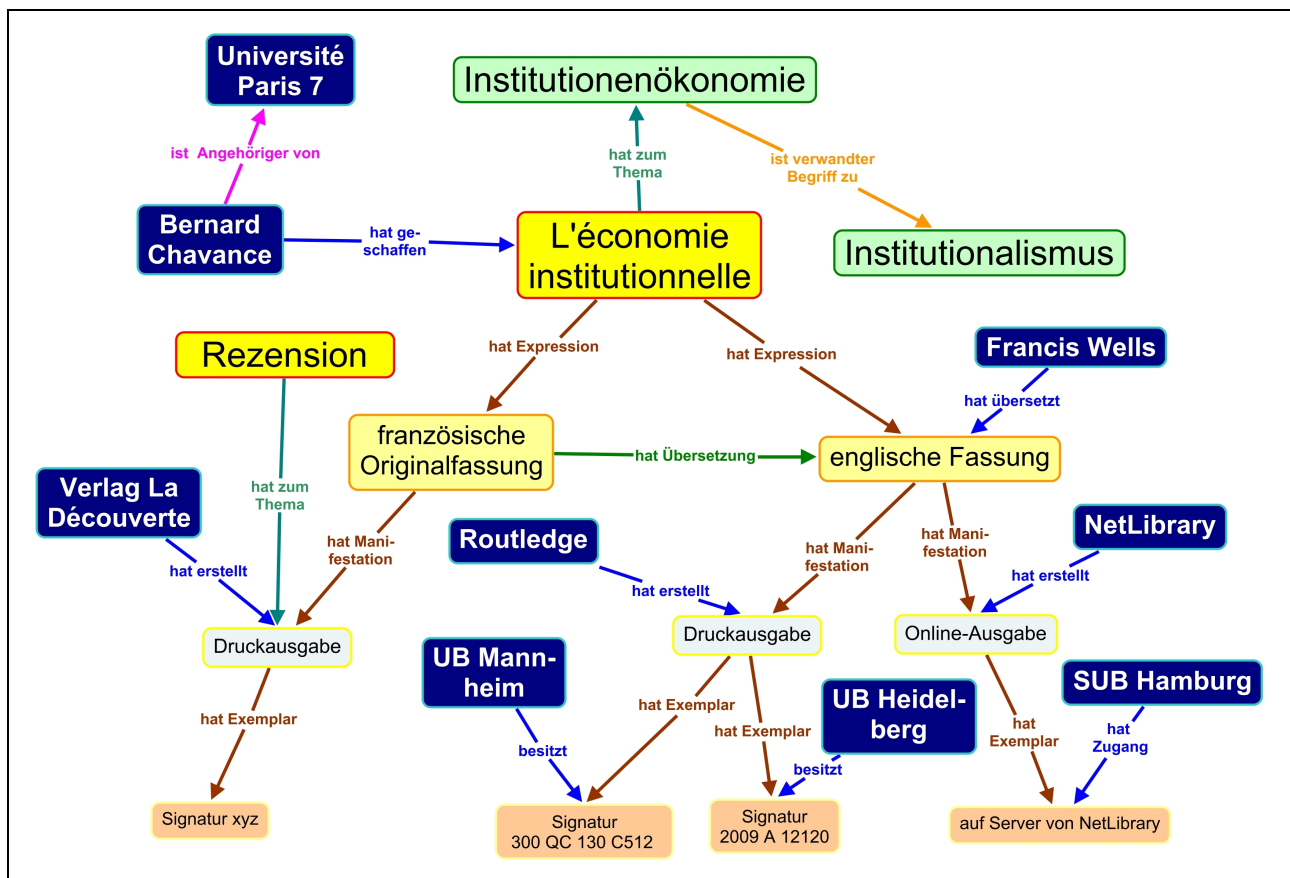 Université
Paris 7
Institutionenökonomie
ist  Angehöriger von
hat zum
Thema
ist verwandter
Begriff zu
Bernard
Chavance
hat ge-
schaffen
L'économie
institutionnelle
Institutionalismus
Rezension
hat Expression
hat Expression
Francis Wells
hat übersetzt
französische
Originalfassung
hat Übersetzung
englische Fassung
Verlag La
Découverte
hat zum
Thema
hat Mani-
festation
Routledge
hat Mani-
festation
hat Mani-
festation
NetLibrary
hat erstellt
hat erstellt
hat erstellt
Druckausgabe
Druckausgabe
Online-Ausgabe
UB Mann-
heim
UB Heidel-
berg
SUB Hamburg
hat Exemplar
hat Exemplar
hat Exemplar
hat
Exemplar
hat
Zugang
besitzt
besitzt
Signatur xyz
Signatur
300 QC 130 C512
Signatur
2009 A 12120
auf Server von NetLibrary